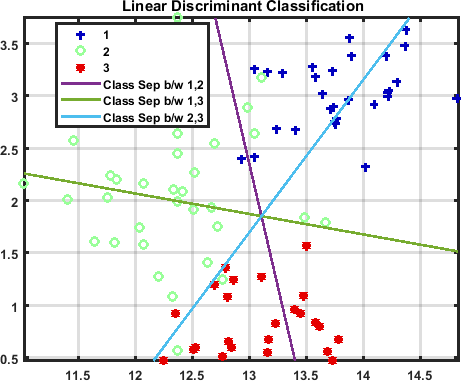 Linear Discriminant Classification
1
2
3
Class Sep b/w 1,2
Class Sep b/w 1,3
Class Sep b/w 2,3
3.5
3
2.5
2
1.5
1
0.5
11.5 12 12.5 13 13.5 14 14.5